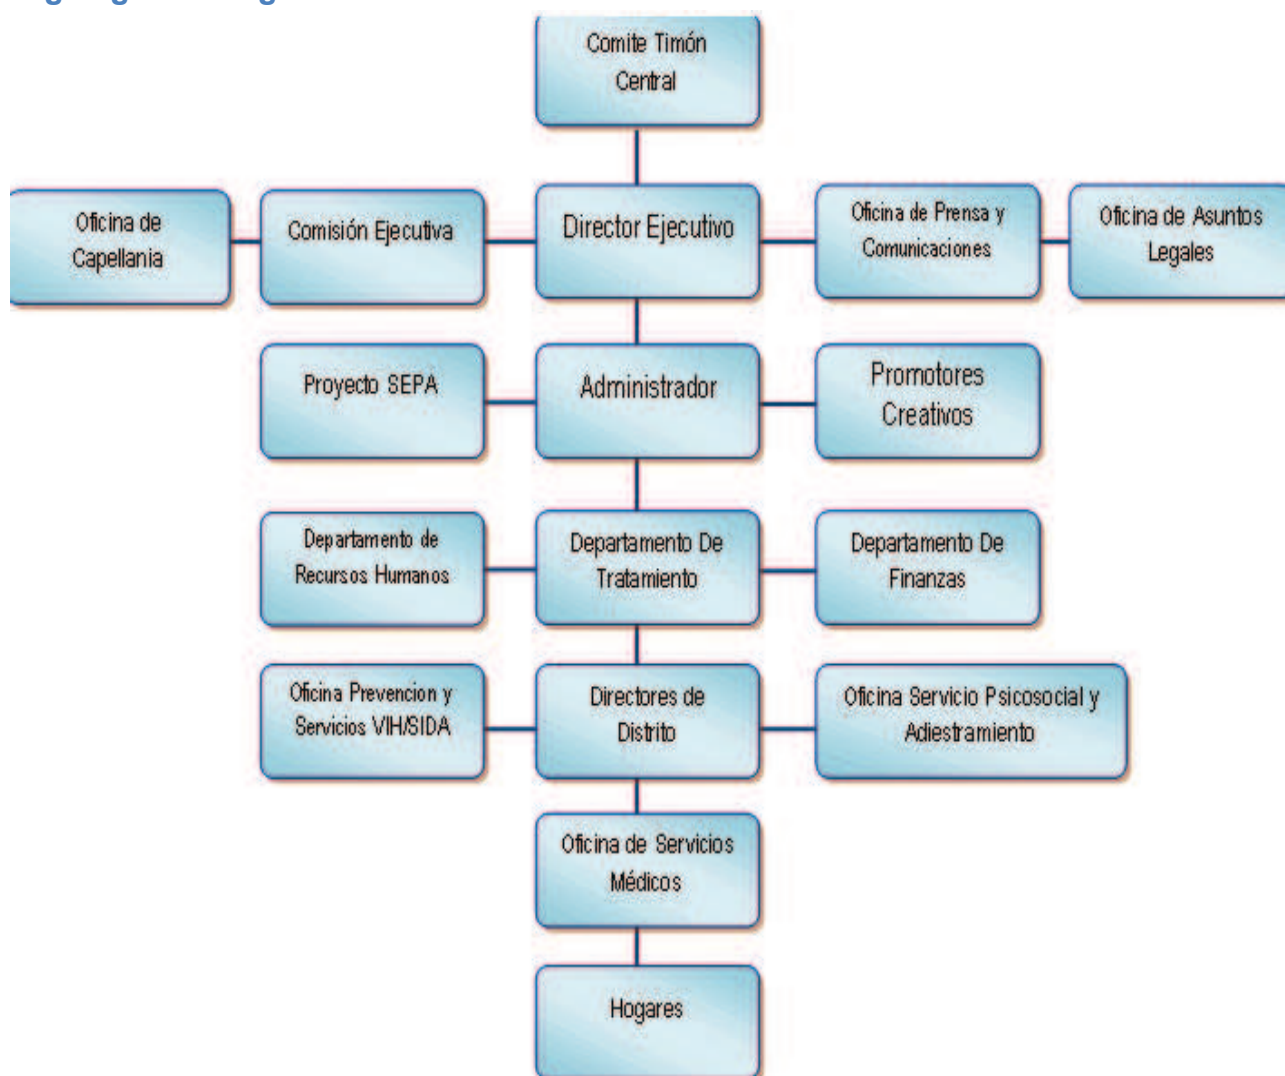 Comite Timón
Central
Oficina de
Capellania
Comisión Ejecutiva
Director Ejecutivo
Oficina de Prensa y
Comunicaciones
Oficina de Asuntos
Legales
Proyecto SEPA
Administrador
Promotores
Creativos
Departamento de
Recursos Humanos
Departamento De
Tratamiento
Departamento De
Finanzas
Oficina Prevencion y
Servicios VIH/SIDA
Directores de
Distrito
Oficina Servicio Psicosocial y
Adiestramiento
Oficina de Servicios
Médicos
Hogares